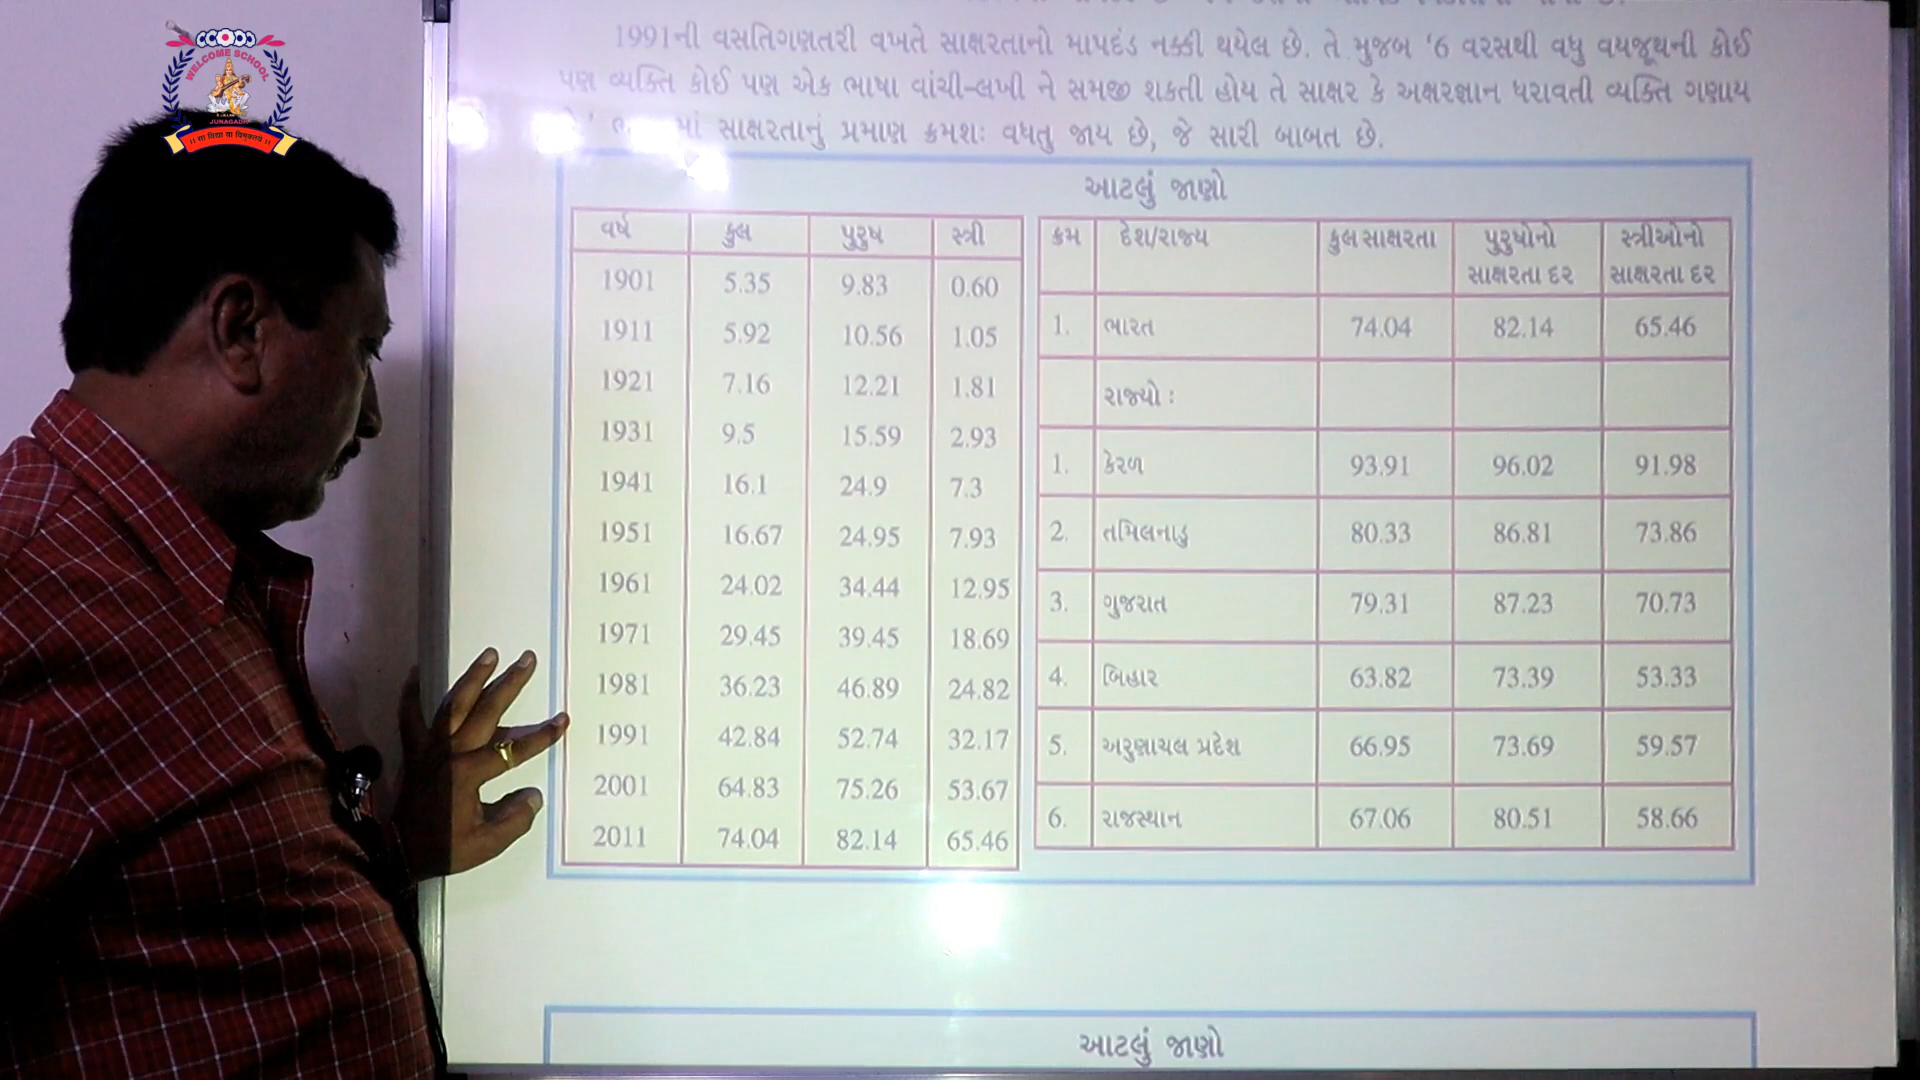 WELCOME SCHOOL
JUNAGADH
।। सा विद्या या विमुक्तये ।।
1991ની વસતિગણતરી વખતે સાક્ષરતાનો માપદંડ નક્કી થયેલ છે. તે મુજબ ‘6 વરસથી વધુ વયજૂથની કોઈ
પણ વ્યક્તિ કોઈ પણ એક ભાષા વાંચી-લખી ને સમજી શકતી હોય તે સાક્ષર કે અક્ષરજ્ઞાન ધરાવતી વ્યક્તિ ગણાય
સાક્ષરતાનું પ્રમાણ ક્રમશઃ વધતુ જાય છે, જે સારી બાબત છે.
આટલું જાણો
વર્ષ કુલ પુરુષ સ્ત્રી
1901 5.35 9.83 0.60
1911 5.92 10.56 1.05
1921 7.16 12.21 1.81
1931 9.5 15.59 2.93
1941 16.1 24.9 7.3
1951 16.67 24.95 7.93
1961 24.02 34.44 12.95
1971 29.45 39.45 18.69
1981 36.23 46.89 24.82
1991 42.84 52.74 32.17
2001 64.83 75.26 53.67
2011 74.04 82.14 65.46
ક્રમ દેશ/રાજ્ય કુલ સાક્ષરતા પુરુષોનો સ્ત્રીઓનો
સાક્ષરતા દર સાક્ષરતા દર
1. ભારત 74.04 82.14 65.46
રાજ્યો :
1. કેરળ 93.91 96.02 91.98
2. તમિલનાડુ 80.33 86.81 73.86
3. ગુજરાત 79.31 87.23 70.73
4. બિહાર 63.82 73.39 53.33
5. અરુણાચલ પ્રદેશ 66.95 73.69 59.57
6. રાજસ્થાન 67.06 80.51 58.66
આટલું જાણો